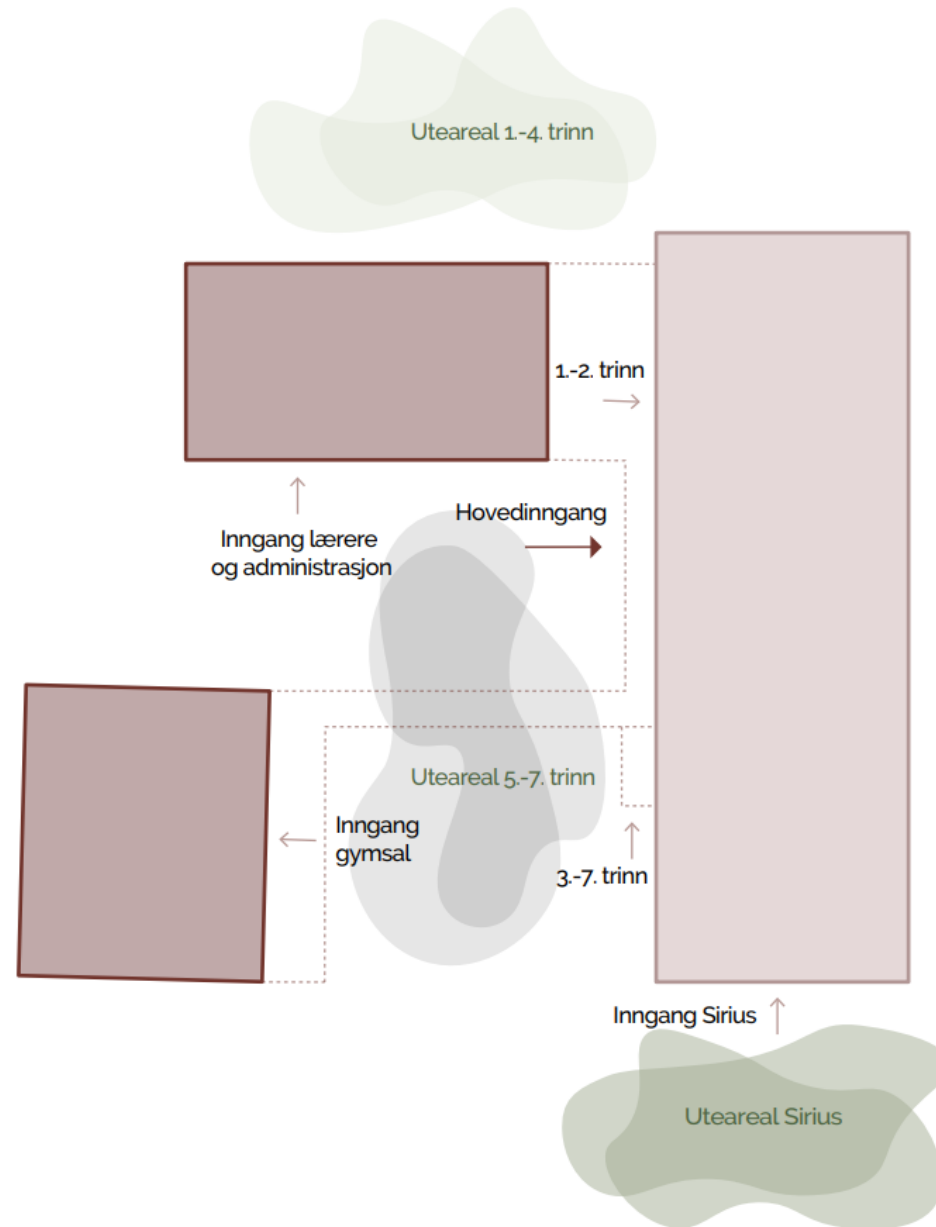 Uteareal 1.-4. trinn
1.-2. trinn
Hovedinngang
Inngang lærere
og administrasjon
Uteareal 5.-7. trinn
Inngang
gymsal
3.-7. trinn
Inngang Sirius
Uteareal Sirius